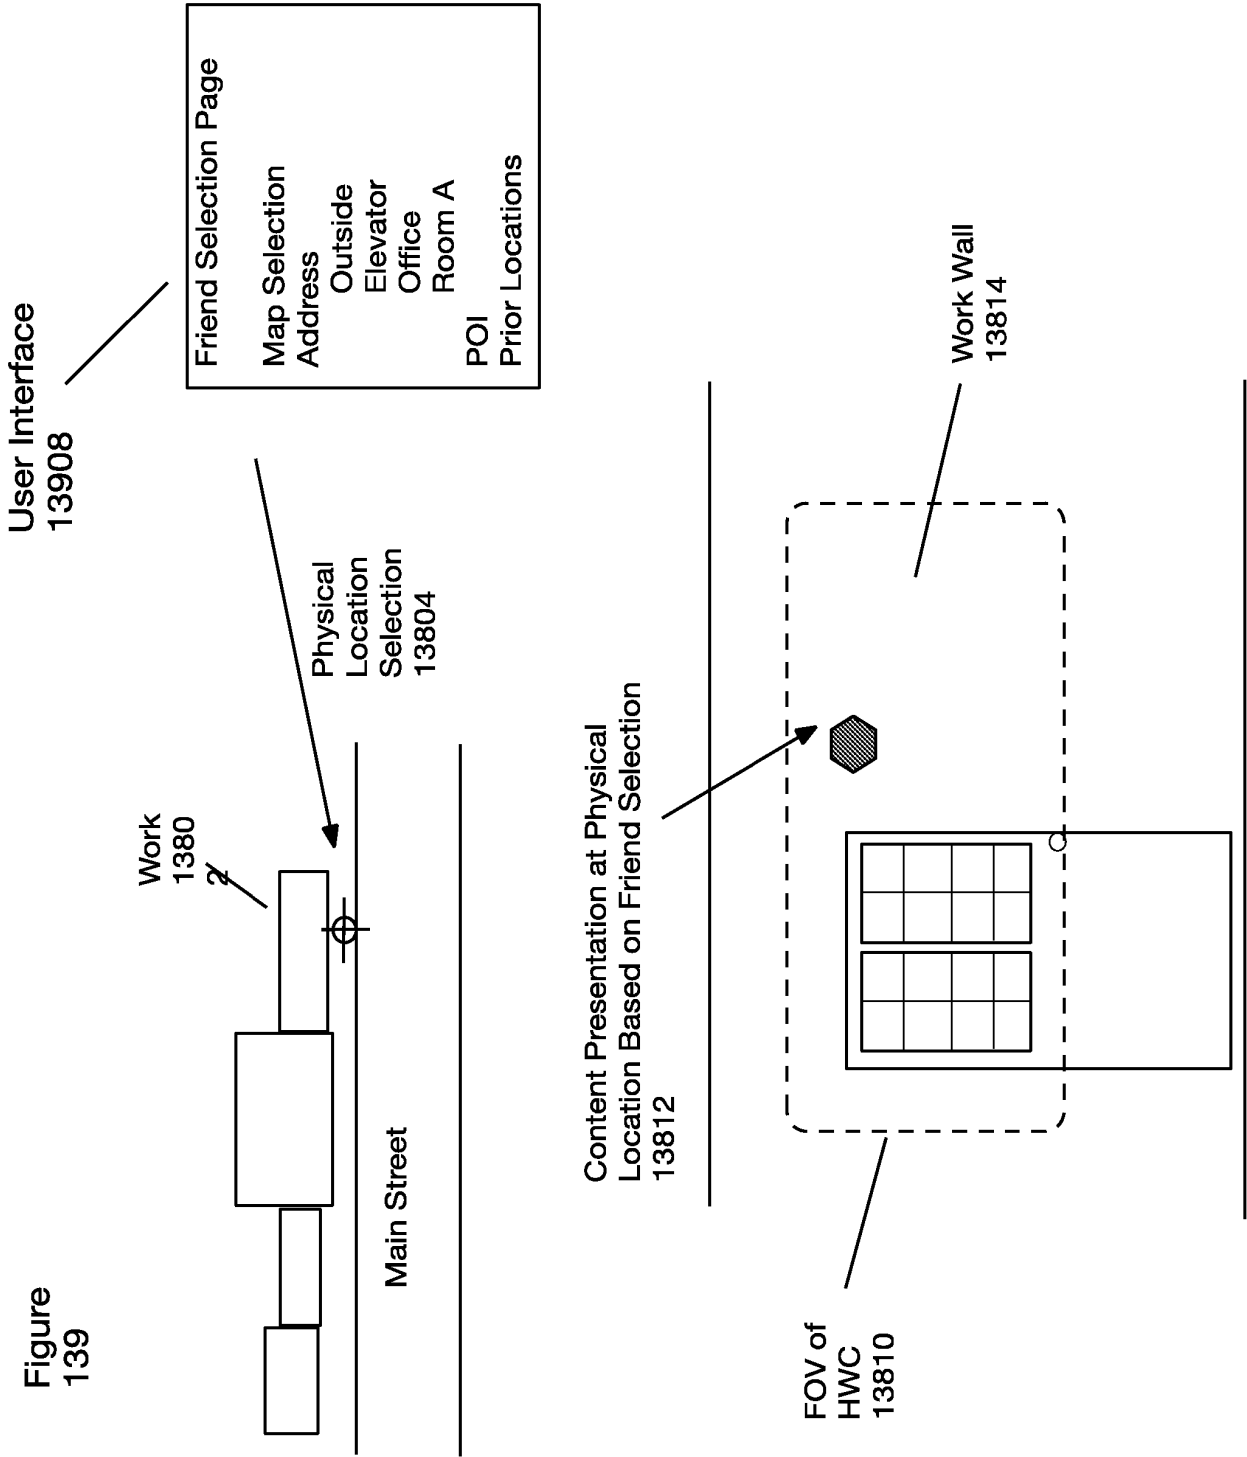 Figure
139
User Interface
13908
Work
1380
2
Friend Selection Page
Map Selection
Address
Outside
Elevator
Office
Room A
POI
Prior Locations
Physical
Location
Selection
13804
Main Street
Content Presentation at Physical
Location Based on Friend Selection
13812
FOV of
HWC
13810
Work Wall
13814